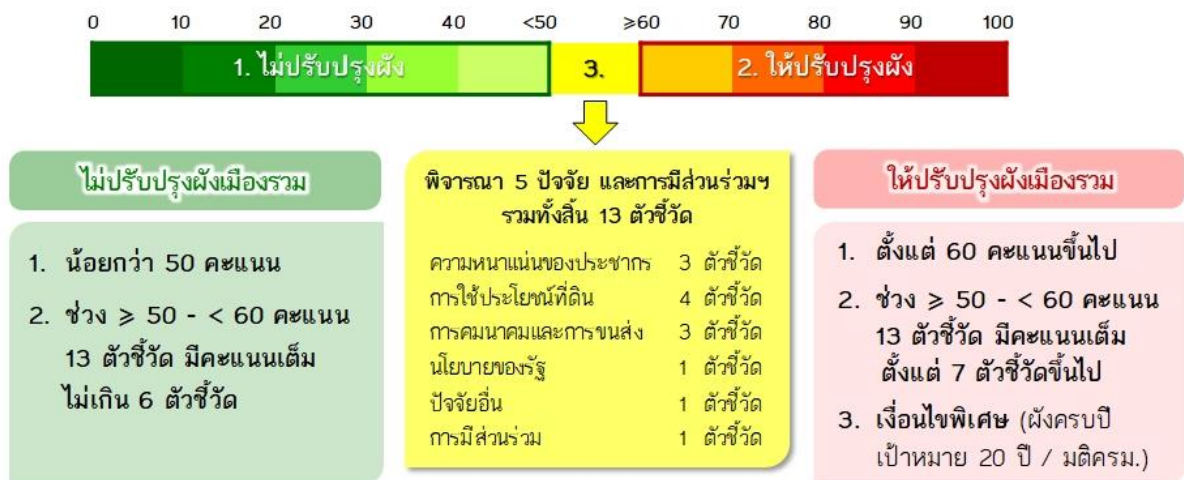 0 10 20 30 40 <50 ≥60 70 80 90 100
1. ไม่ปรับปรุงผัง
3.
2. ให้ปรับปรุงผัง
ไม่ปรับปรุงผังเมืองรวม
1. น้อยกว่า 50 คะแนน
2. ช่วง ≥ 50 - < 60 คะแนน
13 ตัวชี้วัด มีคะแนนเต็ม
ไม่เกิน 6 ตัวชี้วัด
พิจารณา 5 ปัจจัย และการมีส่วนร่วมฯ
รวมทั้งสิ้น 13 ตัวชี้วัด
ความหนาแน่นของประชากร 3 ตัวชี้วัด
การใช้ประโยชน์ที่ดิน 4 ตัวชี้วัด
การคมนาคมและการขนส่ง 3 ตัวชี้วัด
นโยบายของรัฐ 1 ตัวชี้วัด
ปัจจัยอื่น 1 ตัวชี้วัด
การมีส่วนร่วม 1 ตัวชี้วัด
ให้ปรับปรุงผังเมืองรวม
1. ตั้งแต่ 60 คะแนนขึ้นไป
2. ช่วง ≥ 50 - < 60 คะแนน
13 ตัวชี้วัด มีคะแนนเต็ม
ตั้งแต่ 7 ตัวชี้วัดขึ้นไป
3. เงื่อนไขพิเศษ (ผังครบปี
เป้าหมาย 20 ปี / มติครม.)